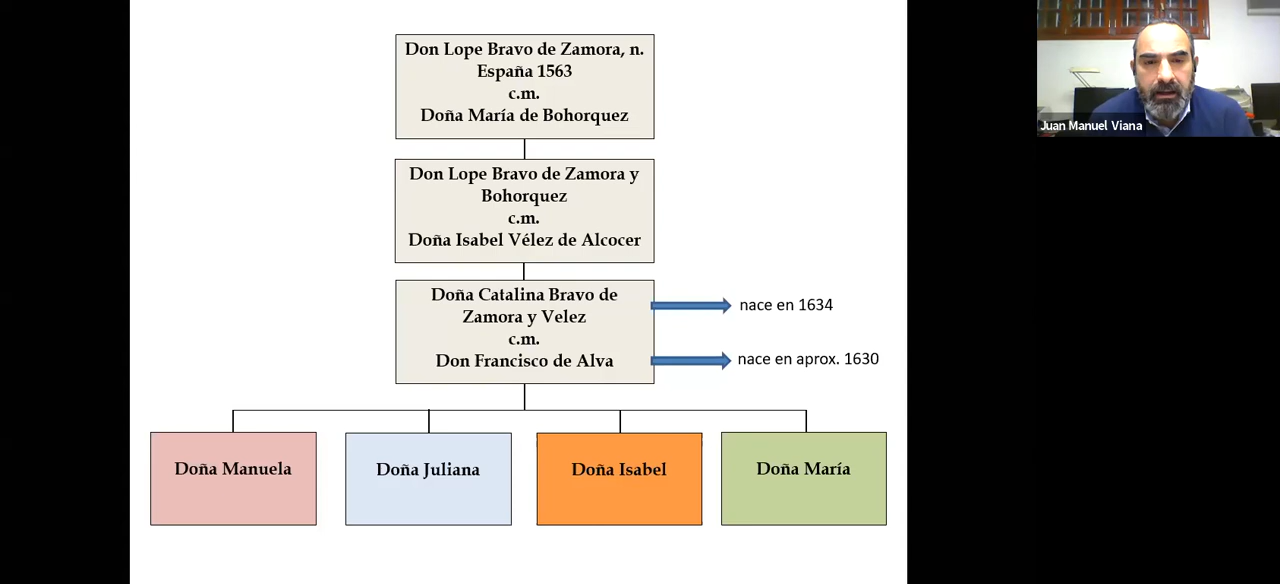 Don Lope Bravo de Zamora, n.
España 1563
c.m.
Doña María de Bohorquez
Don Lope Bravo de Zamora y
Bohorquez
c.m.
Doña Isabel Vélez de Alcocer
Doña Catalina Bravo de
Zamora y Velez
c.m.
Don Francisco de Alva
nace en 1634
nace en aprox. 1630
Doña Manuela
Doña Juliana
Doña Isabel
Doña María
Juan Manuel Viana